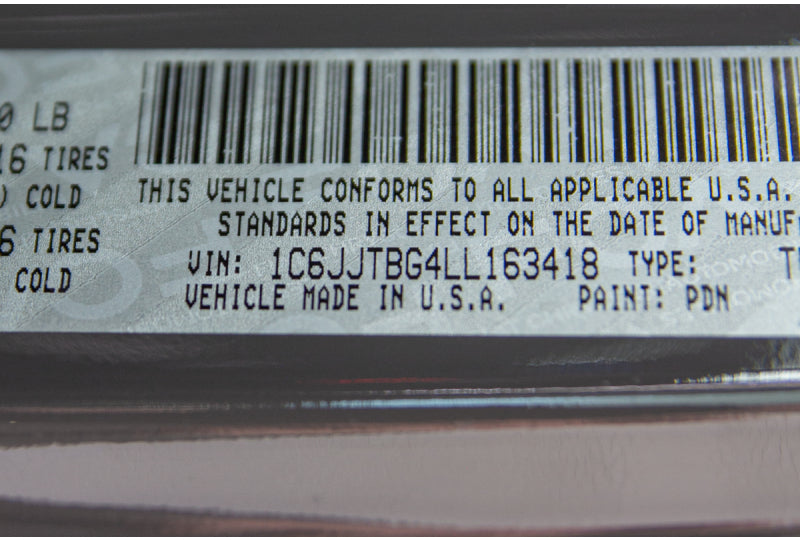 0 LB
16 TIRES
) COLD
6 TIRES
COLD
THIS VEHICLE CONFORMS TO ALL APPLICABLE U.S.A.
STANDARDS IN EFFECT ON THE DATE OF MANUF
VIN: 1C6JJTBG4LL163418 TYPE: T
VEHICLE MADE IN U.S.A. PAINT: PDN